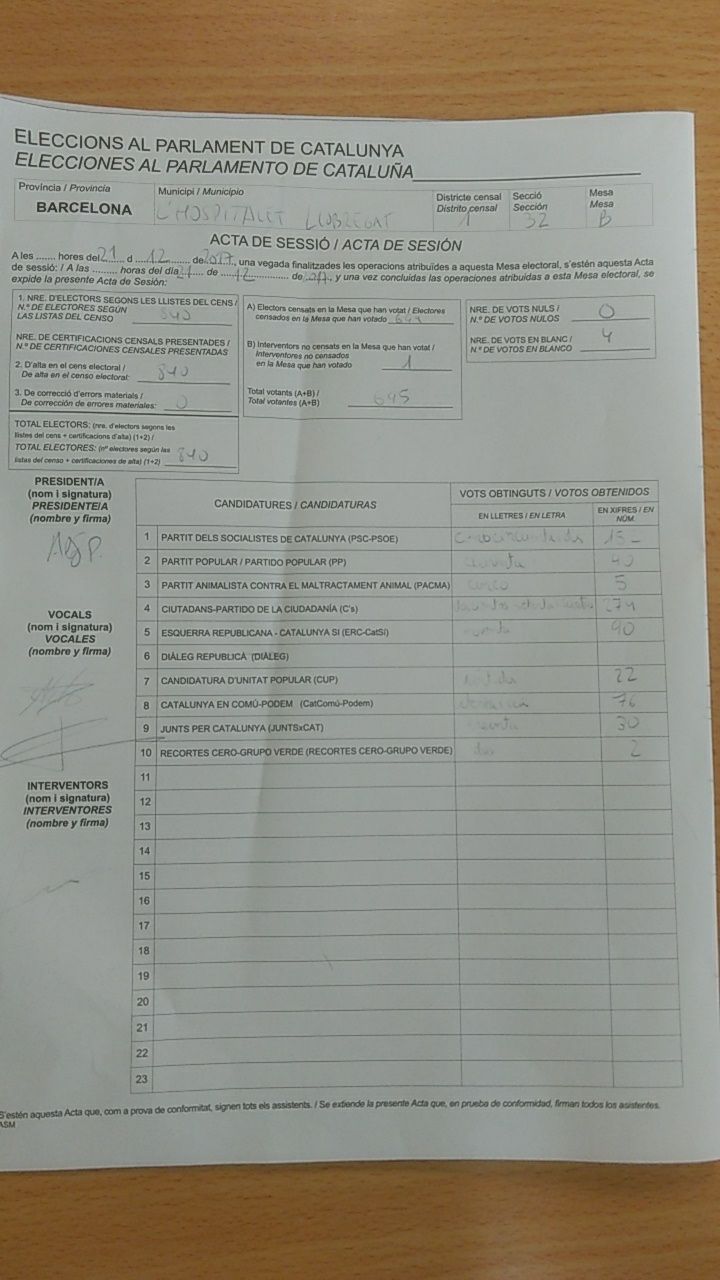 ELECCIONS AL PARLAMENT DE CATALUNYA
ELECCIONES AL PARLAMENTO DE CATALUÑA
Província / Provincia
BARCELONA
Municipi / Municipio
L'HOSPITALET LLOBREGAT
Districte censal
Distrito censal
1
Secció
Sección
32
Mesa
Mesa
B
ACTA DE SESSIÓ / ACTA DE SESIÓN
A les ....... hores del 21 d ....12........ de 2017, una vegada finalitzades les operacions atribuïdes a aquesta Mesa electoral, s'estén aquesta Acta
de sessió: / A las ......... horas del día 21 de ....12.................. de ...., y una vez concluidas las operaciones atribuidas a esta Mesa electoral, se
expide la presente Acta de Sesión:
1. NRE. D'ELECTORS SEGONS LES LLISTES DEL CENS /
N.º DE ELECTORES SEGÚN
LAS LISTAS DEL CENSO 840
NRE. DE CERTIFICACIONS CENSALS PRESENTADES /
N.º DE CERTIFICACIONES CENSALES PRESENTADAS
2. D'alta en el cens electoral /
De alta en el censo electoral: 840
3. De correcció d'errors materials /
De corrección de errores materiales: 0
TOTAL ELECTORS: (nre. d'electors segons les
llistes del cens + certificacions d'alta) (1+2) /
TOTAL ELECTORES: (nº electores según las
listas del censo + certificaciones de alta) (1+2) 840
A) Electors censats en la Mesa que han votat / Electores
censados en la Mesa que han votado
B) Interventors no censats en la Mesa que han votat /
Interventores no censados
en la Mesa que han votado 1
Total votants (A+B) /
Total votantes (A+B) 695
NRE. DE VOTS NULS /
N.º DE VOTOS NULOS 0
NRE. DE VOTS EN BLANC /
N.º DE VOTOS EN BLANCO 4
PRESIDENT/A
(nom i signatura)
PRESIDENTE/A
(nombre y firma)
VOCALS
(nom i signatura)
VOCALES
(nombre y firma)
INTERVENTORS
(nom i signatura)
INTERVENTORES
(nombre y firma)
CANDIDATURES / CANDIDATURAS
VOTS OBTINGUTS / VOTOS OBTENIDOS
EN LLETRES / EN LETRA
EN XIFRES / EN NÚM.
1 PARTIT DELS SOCIALISTES DE CATALUNYA (PSC-PSOE)
2 PARTIT POPULAR / PARTIDO POPULAR (PP) 40
3 PARTIT ANIMALISTA CONTRA EL MALTRACTAMENT ANIMAL (PACMA) cinco 5
4 CIUTADANS-PARTIDO DE LA CIUDADANÍA (C's) 274
5 ESQUERRA REPUBLICANA - CATALUNYA SI (ERC-CatSí) 90
6 DIÀLEG REPUBLICÀ (DIÀLEG)
7 CANDIDATURA D'UNITAT POPULAR (CUP) 22
8 CATALUNYA EN COMÚ-PODEM (CatComú-Podem) 76
9 JUNTS PER CATALUNYA (JUNTSxCAT) 30
10 RECORTES CERO-GRUPO VERDE (RECORTES CERO-GRUPO VERDE) dos 2
11
12
13
14
15
16
17
18
19
20
21
22
23
S'estén aquesta Acta que, com a prova de conformitat, signen tots els assistents. / Se extiende la presente Acta que, en prueba de conformidad, firman todos los asistentes.
ASM